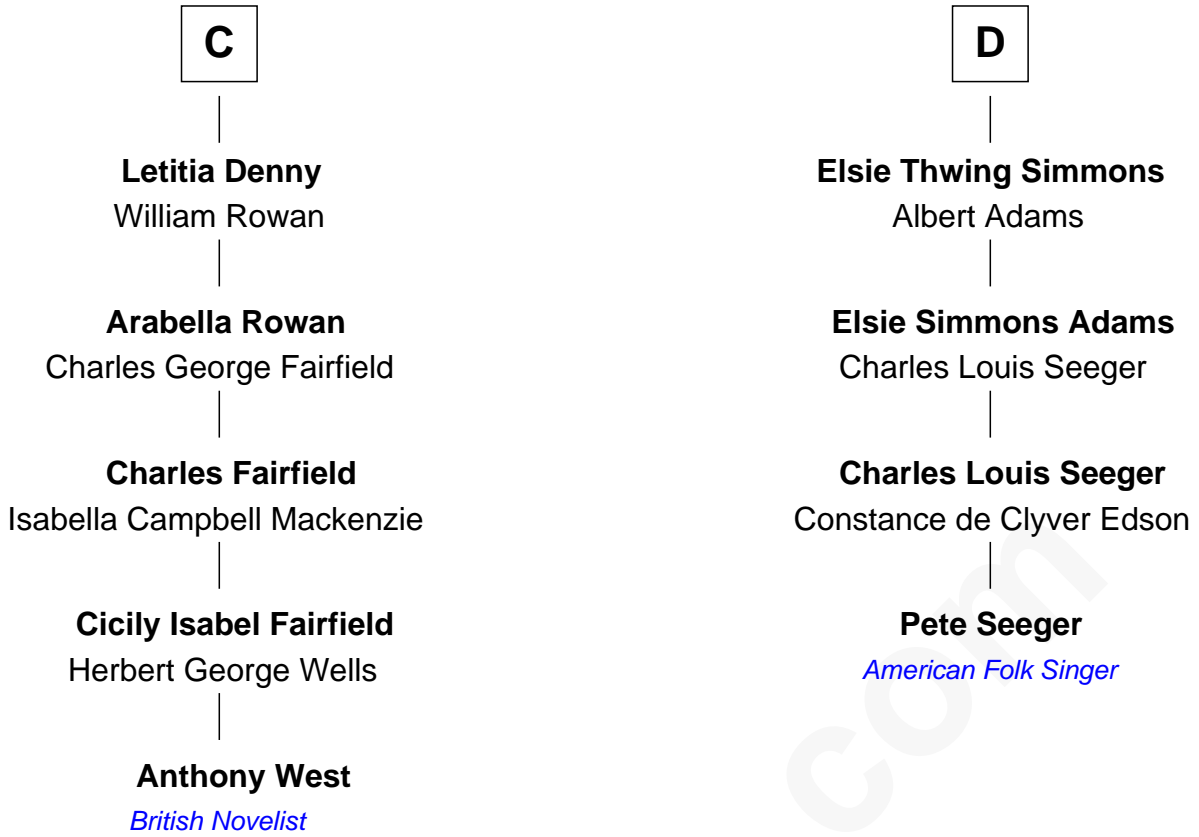 C
Letitia Denny
William Rowan
Arabella Rowan
Charles George Fairfield
Charles Fairfield
Isabella Campbell Mackenzie
Cicily Isabel Fairfield
Herbert George Wells
Anthony West
British Novelist
D
Elsie Thwing Simmons
Albert Adams
Elsie Simmons Adams
Charles Louis Seeger
Charles Louis Seeger
Constance de Clyver Edson
Pete Seeger
American Folk Singer
com